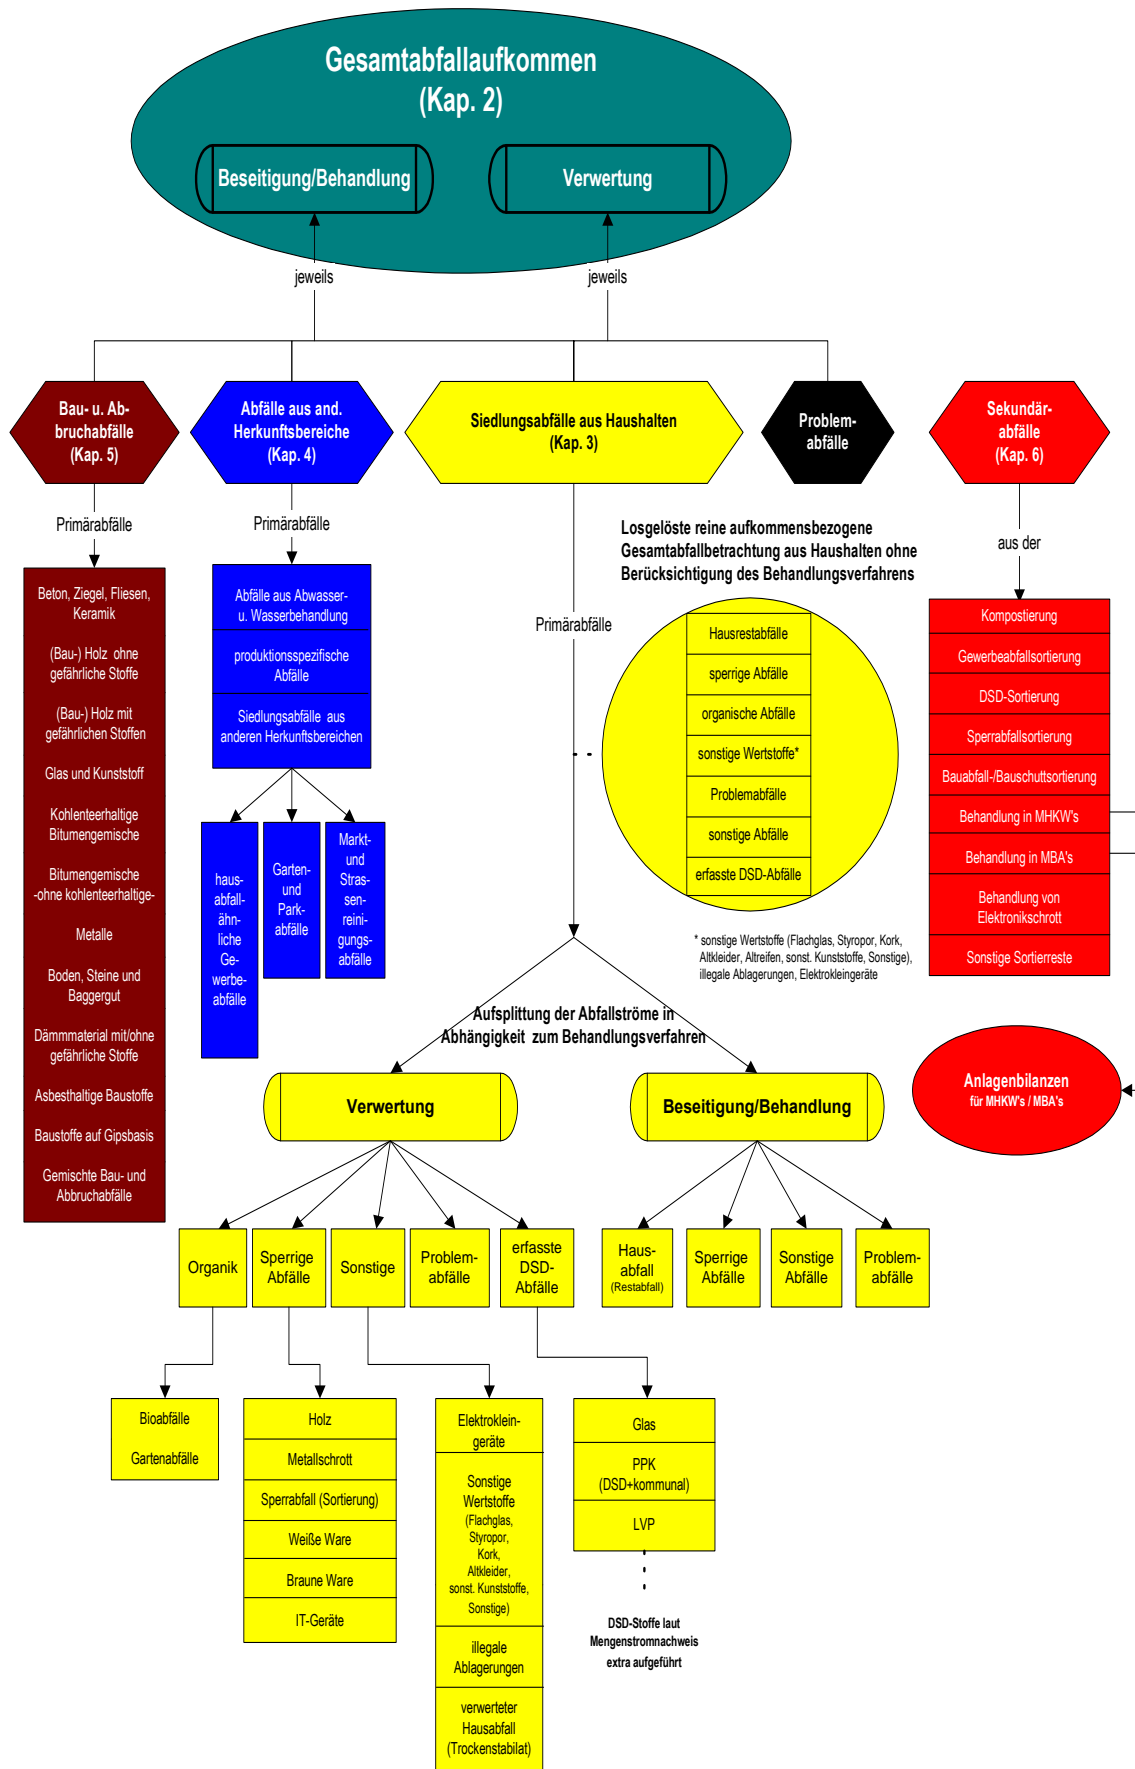 Gesamtabfallaufkommen
(Kap. 2)
Beseitigung/Behandlung
Verwertung
jeweils
jeweils
Bau- u. Ab-
bruchabfälle
(Kap. 5)
Abfälle aus and.
Herkunftsbereiche
(Kap. 4)
Siedlungsabfälle aus Haushalten
(Kap. 3)
Problem-
abfälle
Sekundär-
abfälle
(Kap. 6)
Primärabfälle
Beton, Ziegel, Fliesen,
Keramik
(Bau-) Holz ohne
gefährliche Stoffe
(Bau-) Holz mit
gefährlichen Stoffen
Glas und Kunststoff
Kohlenteerhaltige
Bitumengemische
Bitumengemische
-ohne kohlenteerhaltige-
Metalle
Boden, Steine und
Baggergut
Dämmmaterial mit/ohne
gefährliche Stoffe
Asbesthaltige Baustoffe
Baustoffe auf Gipsbasis
Gemischte Bau- und
Abbruchabfälle
Primärabfälle
Abfälle aus Abwasser-
u. Wasserbehandlung
produktionsspezifische
Abfälle
Siedlungsabfälle aus
anderen Herkunftsbereichen
haus-
abfall-
ähn-
liche
Ge-
werbe-
abfälle
Garten-
und
Park-
abfälle
Markt-
und
Stras-
sen-
reini-
gungs-
abfälle
Primärabfälle
Losgelöste reine aufkommensbezogene
Gesamtabfallbetrachtung aus Haushalten ohne
Berücksichtigung des Behandlungsverfahrens
Hausrestabfälle
sperrige Abfälle
organische Abfälle
sonstige Wertstoffe*
Problemabfälle
sonstige Abfälle
erfasste DSD-Abfälle
* sonstige Wertstoffe (Flachglas, Styropor, Kork,
Altkleider, Altreifen, sonst. Kunststoffe, Sonstige),
illegale Ablagerungen, Elektrokleingeräte
aus der
Kompostierung
Gewerbeabfallsortierung
DSD-Sortierung
Sperrabfallsortierung
Bauabfall-/Bauschuttsortierung
Behandlung in MHKW's
Behandlung in MBA's
Behandlung von
Elektronikschrott
Sonstige Sortierreste
Anlagenbilanzen
für MHKW's / MBA's
Aufsplittung der Abfallströme in
Abhängigkeit zum Behandlungsverfahren
Verwertung
Beseitigung/Behandlung
Organik
Sperrige
Abfälle
Sonstige
Problem-
abfälle
erfasste
DSD-
Abfälle
Haus-
abfall
(Restabfall)
Sperrige
Abfälle
Sonstige
Abfälle
Problem-
abfälle
Bioabfälle
Gartenabfälle
Holz
Metallschrott
Sperrabfall (Sortierung)
Weiße Ware
Braune Ware
IT-Geräte
Elektroklein-
geräte
Sonstige
Wertstoffe
(Flachglas,
Styropor,
Kork,
Altkleider,
sonst. Kunststoffe,
Sonstige)
illegale
Ablagerungen
verwerteter
Hausabfall
(Trockenstabilat)
Glas
PPK
(DSD+kommunal)
LVP
DSD-Stoffe laut
Mengenstromnachweis
extra aufgeführt